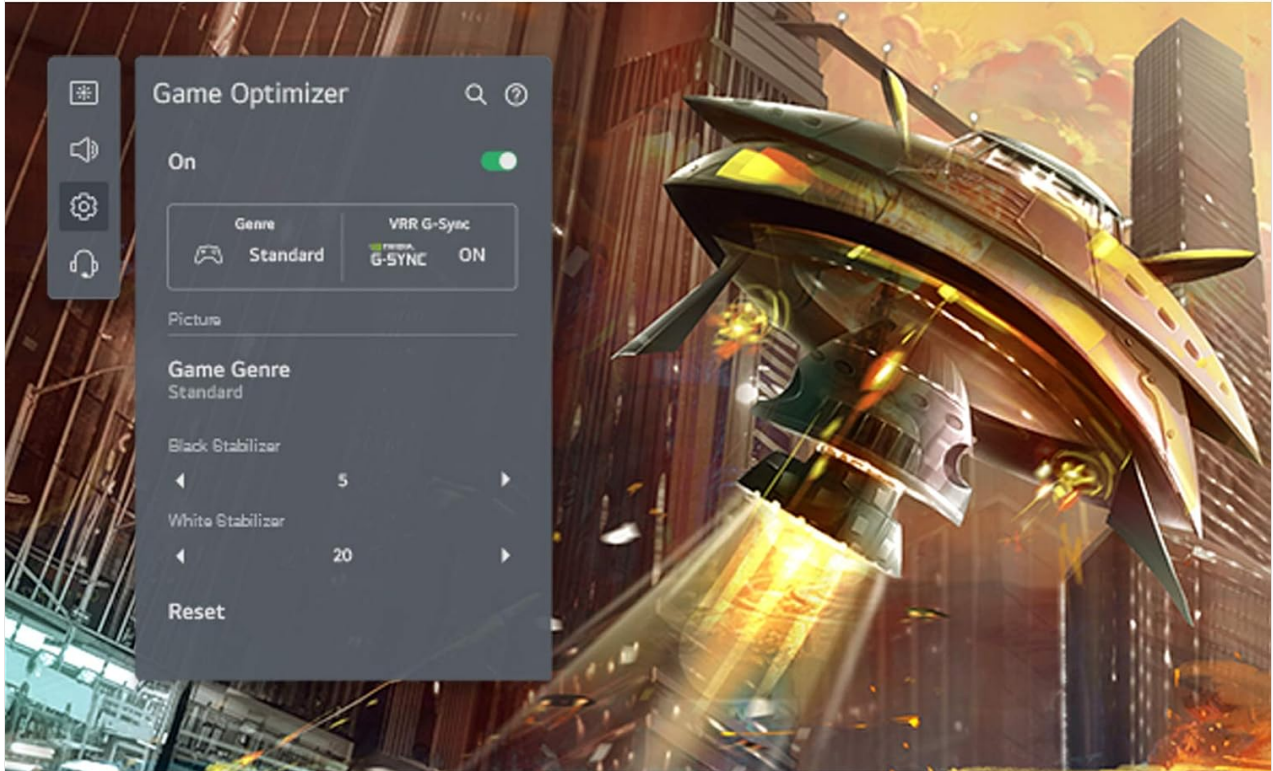 Game Optimizer
On
Genre
VRR G-Sync
Standard
NVIDIA.
G-SYNC
ON
Picture
Game Genre
Standard
Black Stabilizer
5
White Stabilizer
20
Reset